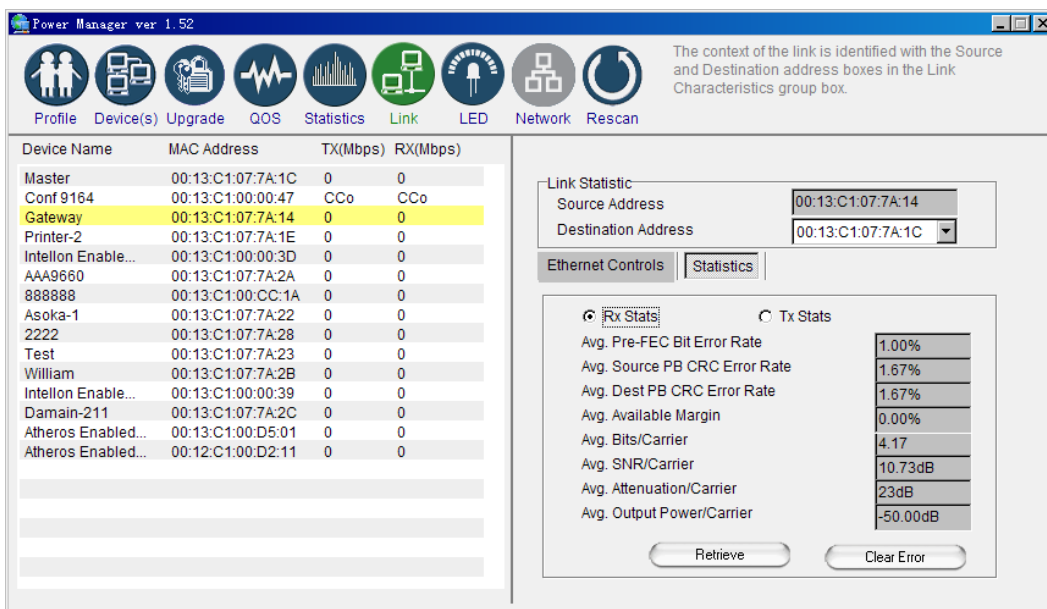 Power Manager ver 1.52
The context of the link is identified with the Source
and Destination address boxes in the Link
Characteristics group box.
Profile Device(s) Upgrade QOS Statistics Link LED Network Rescan
Device Name MAC Address TX(Mbps) RX(Mbps)
Master 00:13:C1:07:7A:1C 0 0
Conf 9164 00:13:C1:00:00:47 CCo CCo
Gateway 00:13:C1:07:7A:14 0 0
Printer-2 00:13:C1:07:7A:1E 0 0
Intellon Enable... 00:13:C1:00:00:3D 0 0
AAA9660 00:13:C1:07:7A:2A 0 0
888888 00:13:C1:00:CC:1A 0 0
Asoka-1 00:13:C1:07:7A:22 0 0
2222 00:13:C1:07:7A:28 0 0
Test 00:13:C1:07:7A:23 0 0
William 00:13:C1:07:7A:2B 0 0
Intellon Enable... 00:13:C1:00:00:39 0 0
Damain-211 00:13:C1:07:7A:2C 0 0
Atheros Enabled... 00:13:C1:00:D5:01 0 0
Atheros Enabled... 00:12:C1:00:D2:11 0 0
Link Statistic
Source Address 00:13:C1:07:7A:14
Destination Address 00:13:C1:07:7A:1C
Ethernet Controls Statistics
Rx Stats Tx Stats
Avg. Pre-FEC Bit Error Rate 1.00%
Avg. Source PB CRC Error Rate 1.67%
Avg. Dest PB CRC Error Rate 1.67%
Avg. Available Margin 0.00%
Avg. Bits/Carrier 4.17
Avg. SNR/Carrier 10.73dB
Avg. Attenuation/Carrier 23dB
Avg. Output Power/Carrier -50.00dB
Retrieve Clear Error